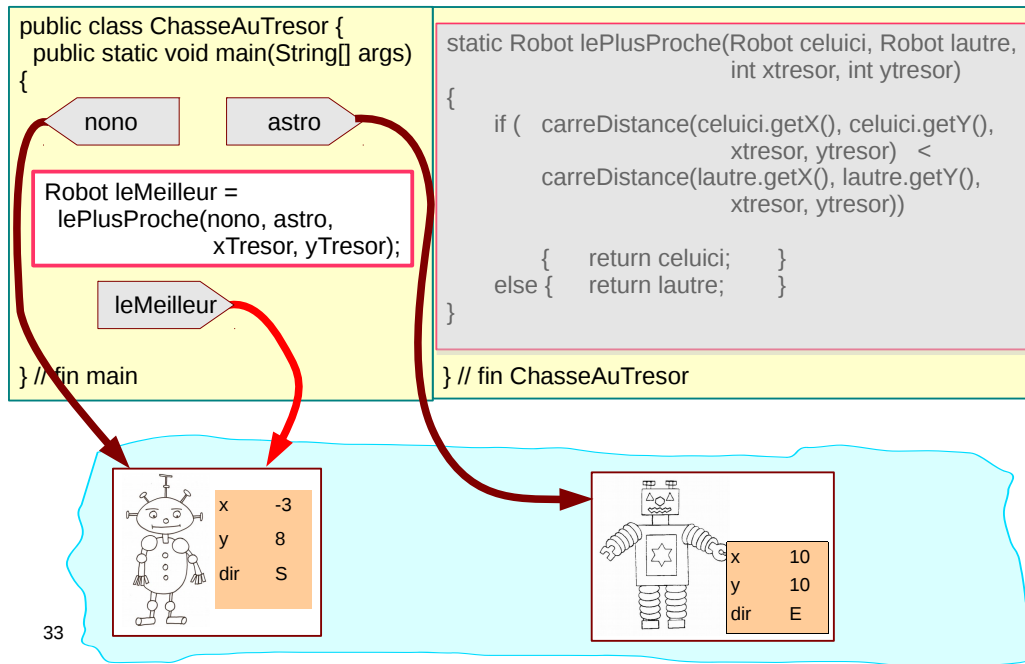 public class ChasseAuTresor {
public static void main(String[] args)
{
nono
astro
Robot leMeilleur =
lePlusProche(nono, astro,
xTresor, yTresor);
leMeilleur
} // fin main
static Robot lePlusProche(Robot celuici, Robot lautre,
int xtresor, int ytresor)
{
if ( carreDistance(celuici.getX(), celuici.getY(),
xtresor, ytresor) <
carreDistance(lautre.getX(), lautre.getY(),
xtresor, ytresor))
{ return celuici; }
else { return lautre; }
}
} // fin ChasseAuTresor
x -3
y 8
dir S
x 10
y 10
dir E
33